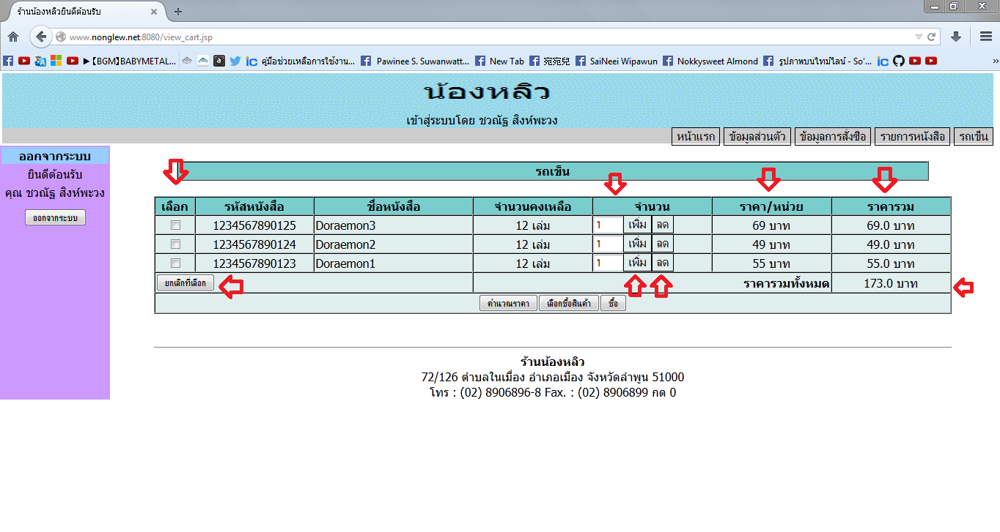 ร้านน้องหลิวยินดีต้อนรับ
www.nonglew.net:8080/view_cart.jsp
【BGM】BABYMETAL... a ic คู่มือช่วยเหลือการใช้งาน... Pawinee S. Suwanwatt... New Tab 宛宛兒 SaiNeei Wipawun Nokkysweet Almond รูปภาพบนไทม์ไลน์ - So'... ic
น้องหลิว
เข้าสู่ระบบโดย ชวณัฐ สิงห์พะวง
หน้าแรก ข้อมูลส่วนตัว ข้อมูลการสั่งซือ รายการหนังสือ รถเข็น
ออกจากระบบ
ยินดีต้อนรับ
คุณ ชวณัฐ สิงห์พะวง
ออกจากระบบ
รถเข็น
เลือก รหัสหนังสือ ชื่อหนังสือ จำนวนคงเหลือ จำนวน ราคา/หน่วย ราคารวม
1234567890125 Doraemon3 12 เล่ม 1 เพิ่ม ลด 69 บาท 69.0 บาท
1234567890124 Doraemon2 12 เล่ม 1 เพิ่ม ลด 49 บาท 49.0 บาท
1234567890123 Doraemon1 12 เล่ม 1 เพิ่ม ลด 55 บาท 55.0 บาท
ยกเลิกที่เลือก ราคารวมทั้งหมด 173.0 บาท
คำนวณราคา เลือกซื้อสินค้า ซื้อ
ร้านน้องหลิว
72/126 ตำบลในเมื่อง อำเภอเมือง จังหวัดลำพูน 51000
โทร : (02) 8906896-8 Fax. : (02) 8906899 กด 0